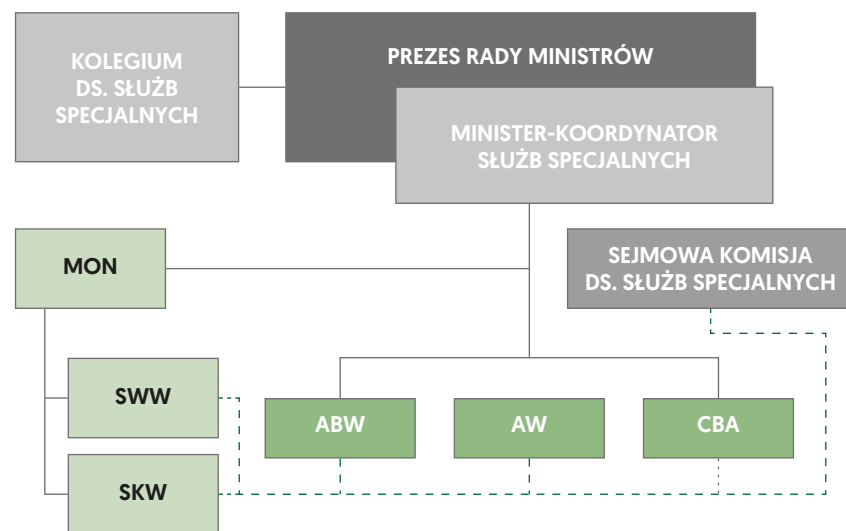 KOLEGIUM
DS. SŁUŻB
SPECJALNYCH
PREZES RADY MINISTRÓW
MINISTER-KOORDYNATOR
SŁUŻB SPECJALNYCH
MON
SEJMOWA KOMISJA
DS. SŁUŻB SPECJALNYCH
SWW
ABW
AW
CBA
SKW